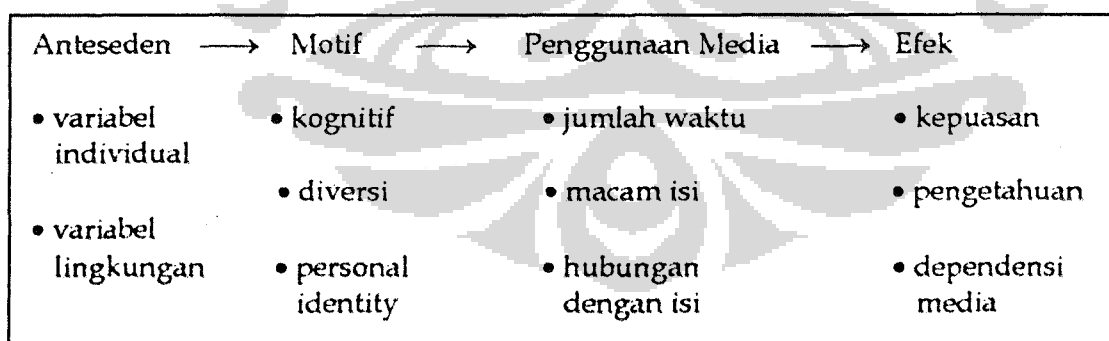 Anteseden → Motif → Penggunaan Media → Efek
• variabel individual
• variabel lingkungan
• kognitif
• diversi
• personal identity
• jumlah waktu
• macam isi
• hubungan dengan isi
• kepuasan
• pengetahuan
• dependensi media